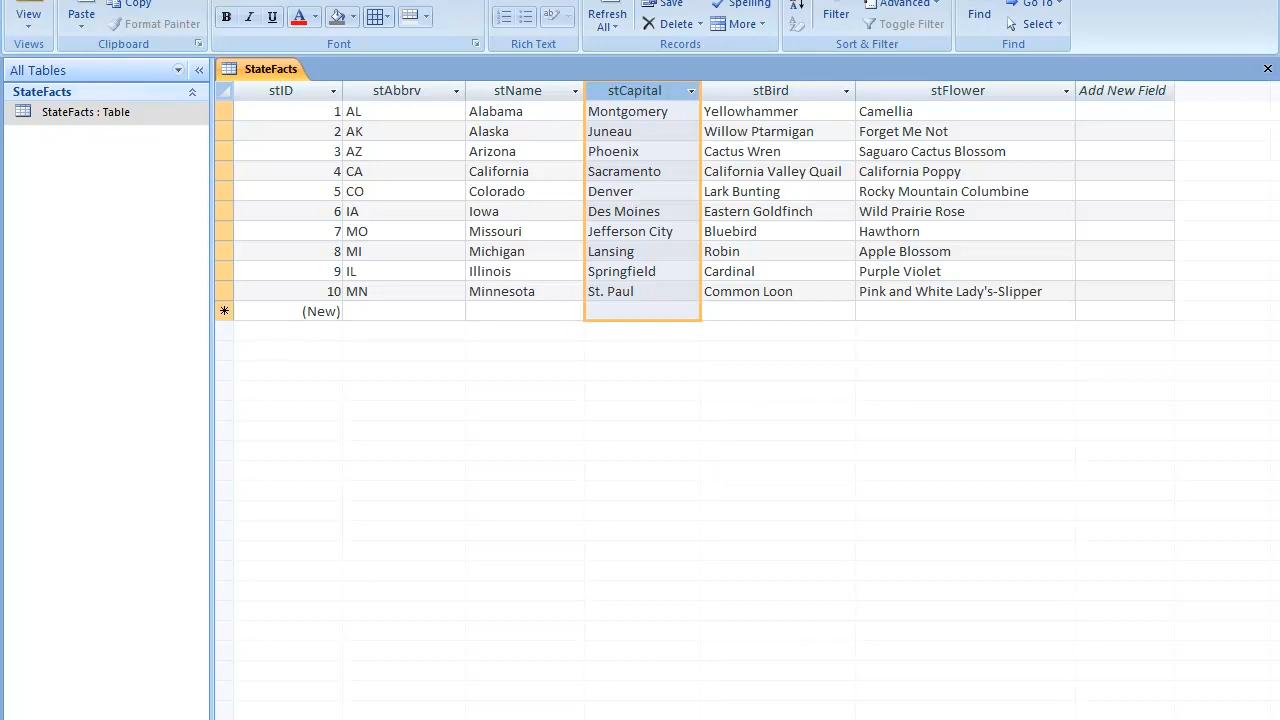 Copy Save Spelling Advanced Go To
View Paste Format Painter B I U A ab Refresh All Delete More Filter Toggle Filter Find Select
Views Clipboard Font Rich Text Records Sort & Filter Find
All Tables « StateFacts
StateFacts
StateFacts : Table
stID stAbbrv stName stCapital stBird stFlower Add New Field
1 AL Alabama Montgomery Yellowhammer Camellia
2 AK Alaska Juneau Willow Ptarmigan Forget Me Not
3 AZ Arizona Phoenix Cactus Wren Saguaro Cactus Blossom
4 CA California Sacramento California Valley Quail California Poppy
5 CO Colorado Denver Lark Bunting Rocky Mountain Columbine
6 IA Iowa Des Moines Eastern Goldfinch Wild Prairie Rose
7 MO Missouri Jefferson City Bluebird Hawthorn
8 MI Michigan Lansing Robin Apple Blossom
9 IL Illinois Springfield Cardinal Purple Violet
10 MN Minnesota St. Paul Common Loon Pink and White Lady's-Slipper
(New)